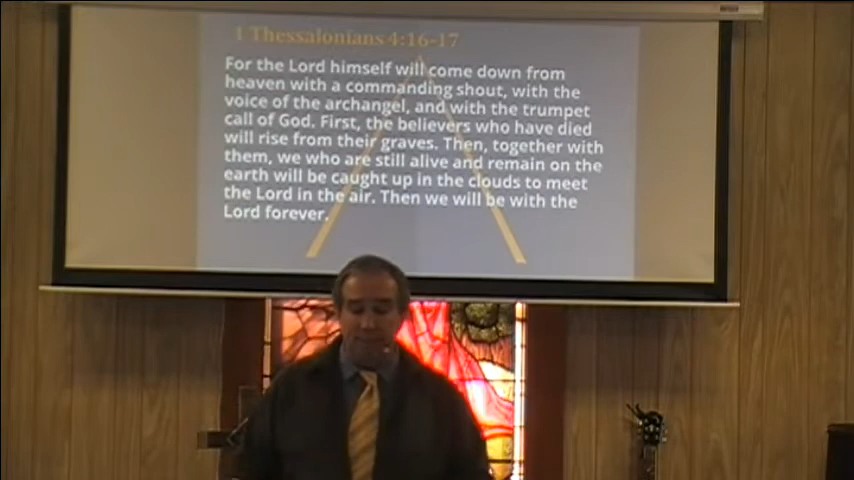 1 Thessalonians 4:16-17
For the Lord himself will come down from
heaven with a commanding shout, with the
voice of the archangel, and with the trumpet
call of God. First, the believers who have died
will rise from their graves. Then, together with
them, we who are still alive and remain on the
earth will be caught up in the clouds to meet
the Lord in the air. Then we will be with the
Lord forever.